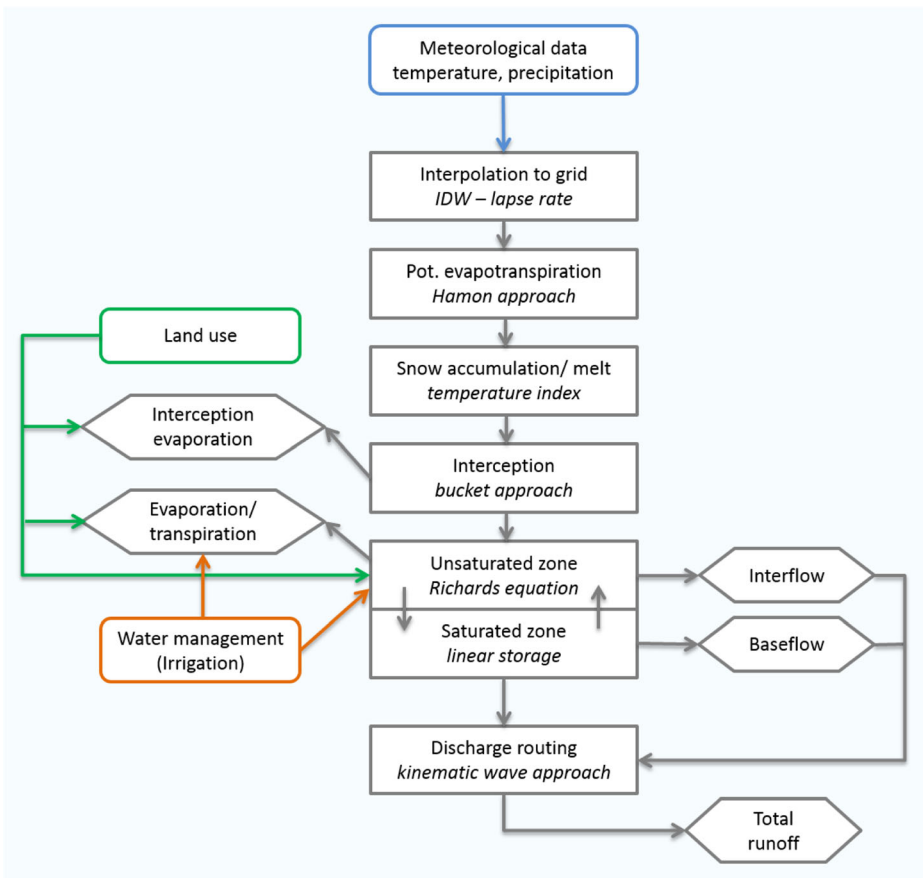 Meteorological data
temperature, precipitation
Interpolation to grid
IDW – lapse rate
Pot. evapotranspiration
Hamon approach
Land use
Snow accumulation/ melt
temperature index
Interception
evaporation
Interception
bucket approach
Evaporation/
transpiration
Unsaturated zone
Richards equation
Interflow
Water management
(Irrigation)
Saturated zone
linear storage
Baseflow
Discharge routing
kinematic wave approach
Total
runoff